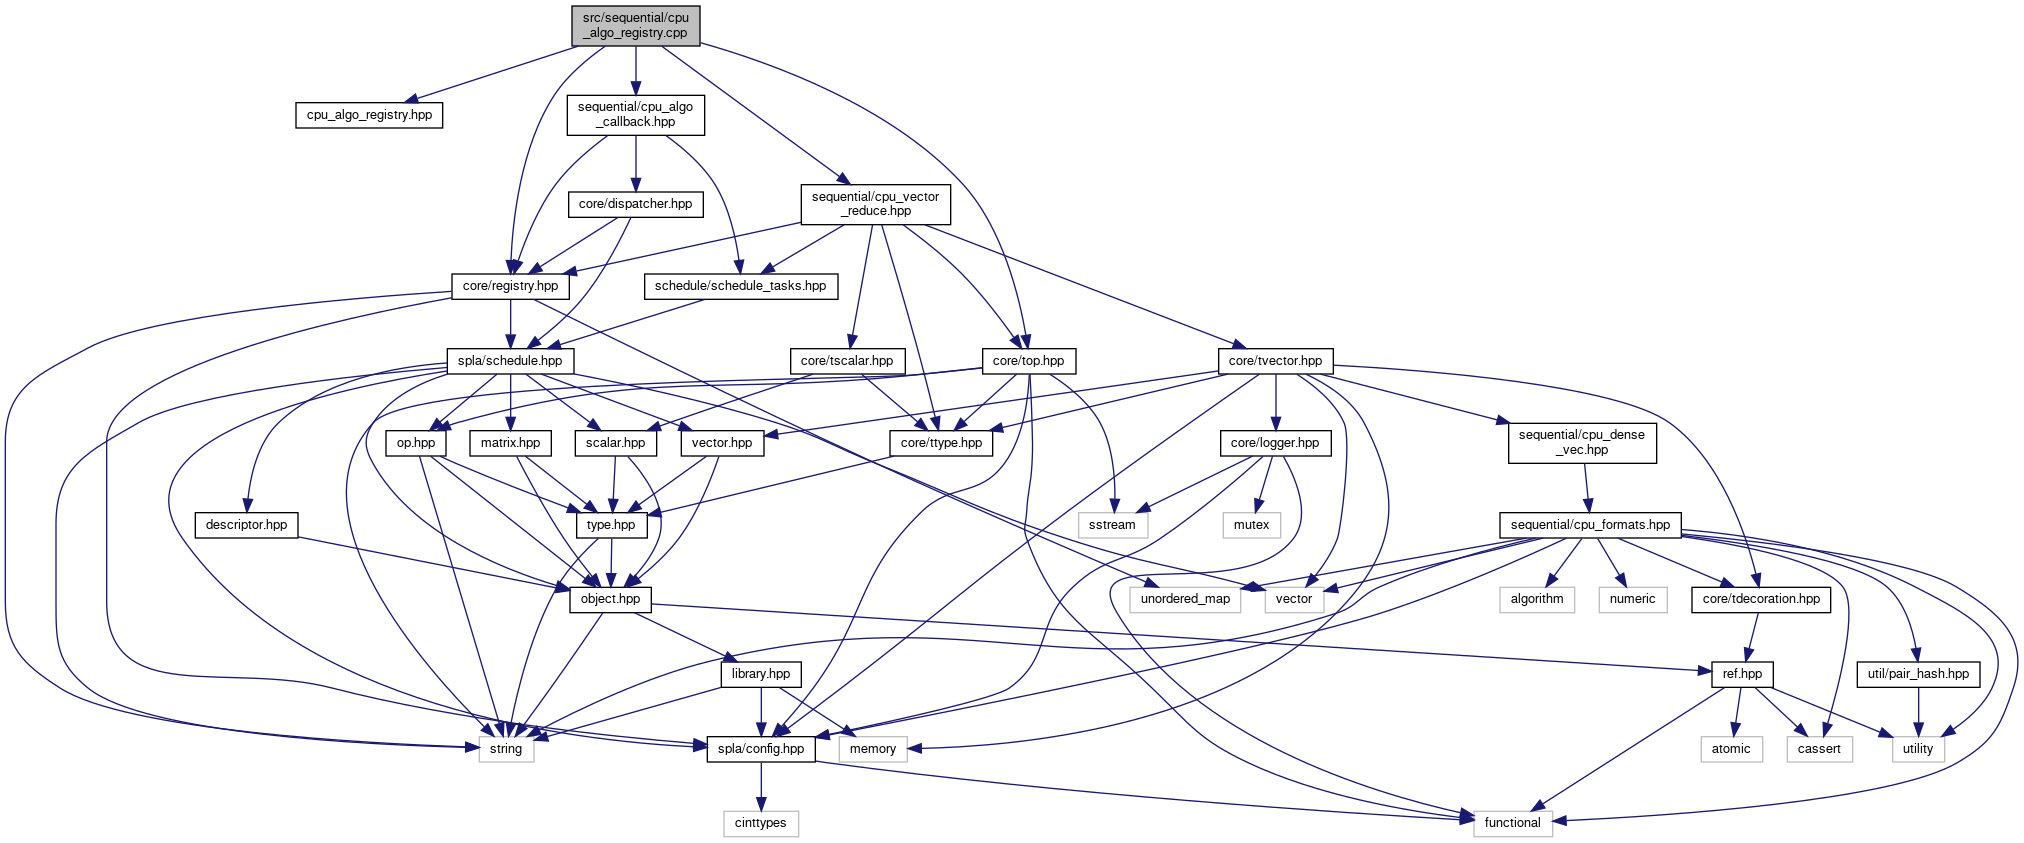 src/sequential/cpu
_algo_registry.cpp
cpu_algo_registry.hpp
sequential/cpu_algo
_callback.hpp
core/dispatcher.hpp
sequential/cpu_vector
_reduce.hpp
core/registry.hpp
schedule/schedule_tasks.hpp
spla/schedule.hpp
core/tscalar.hpp
core/top.hpp
core/tvector.hpp
op.hpp
matrix.hpp
scalar.hpp
vector.hpp
core/ttype.hpp
core/logger.hpp
sequential/cpu_dense
_vec.hpp
descriptor.hpp
type.hpp
sstream
mutex
sequential/cpu_formats.hpp
object.hpp
unordered_map
vector
algorithm
numeric
core/tdecoration.hpp
library.hpp
ref.hpp
util/pair_hash.hpp
string
spla/config.hpp
memory
atomic
cassert
utility
cinttypes
functional